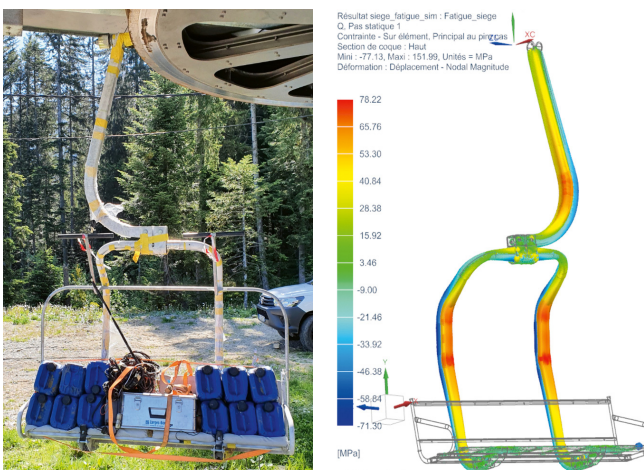 Résultat siege_fatigue_sim : Fatigue_siege
Q, Pas statique 1
Contrainte - Sur élément, Principal au pire cas
Section de coque : Haut
Mini : -77.13, Maxi : 151.99, Unités = MPa
Déformation : Déplacement - Nodal Magnitude
XC
78.22
65.76
53.30
40.84
28.38
15.92
3.46
-9.00
-21.46
-33.92
-46.38
-58.84
-71.30
[MPa]
Y